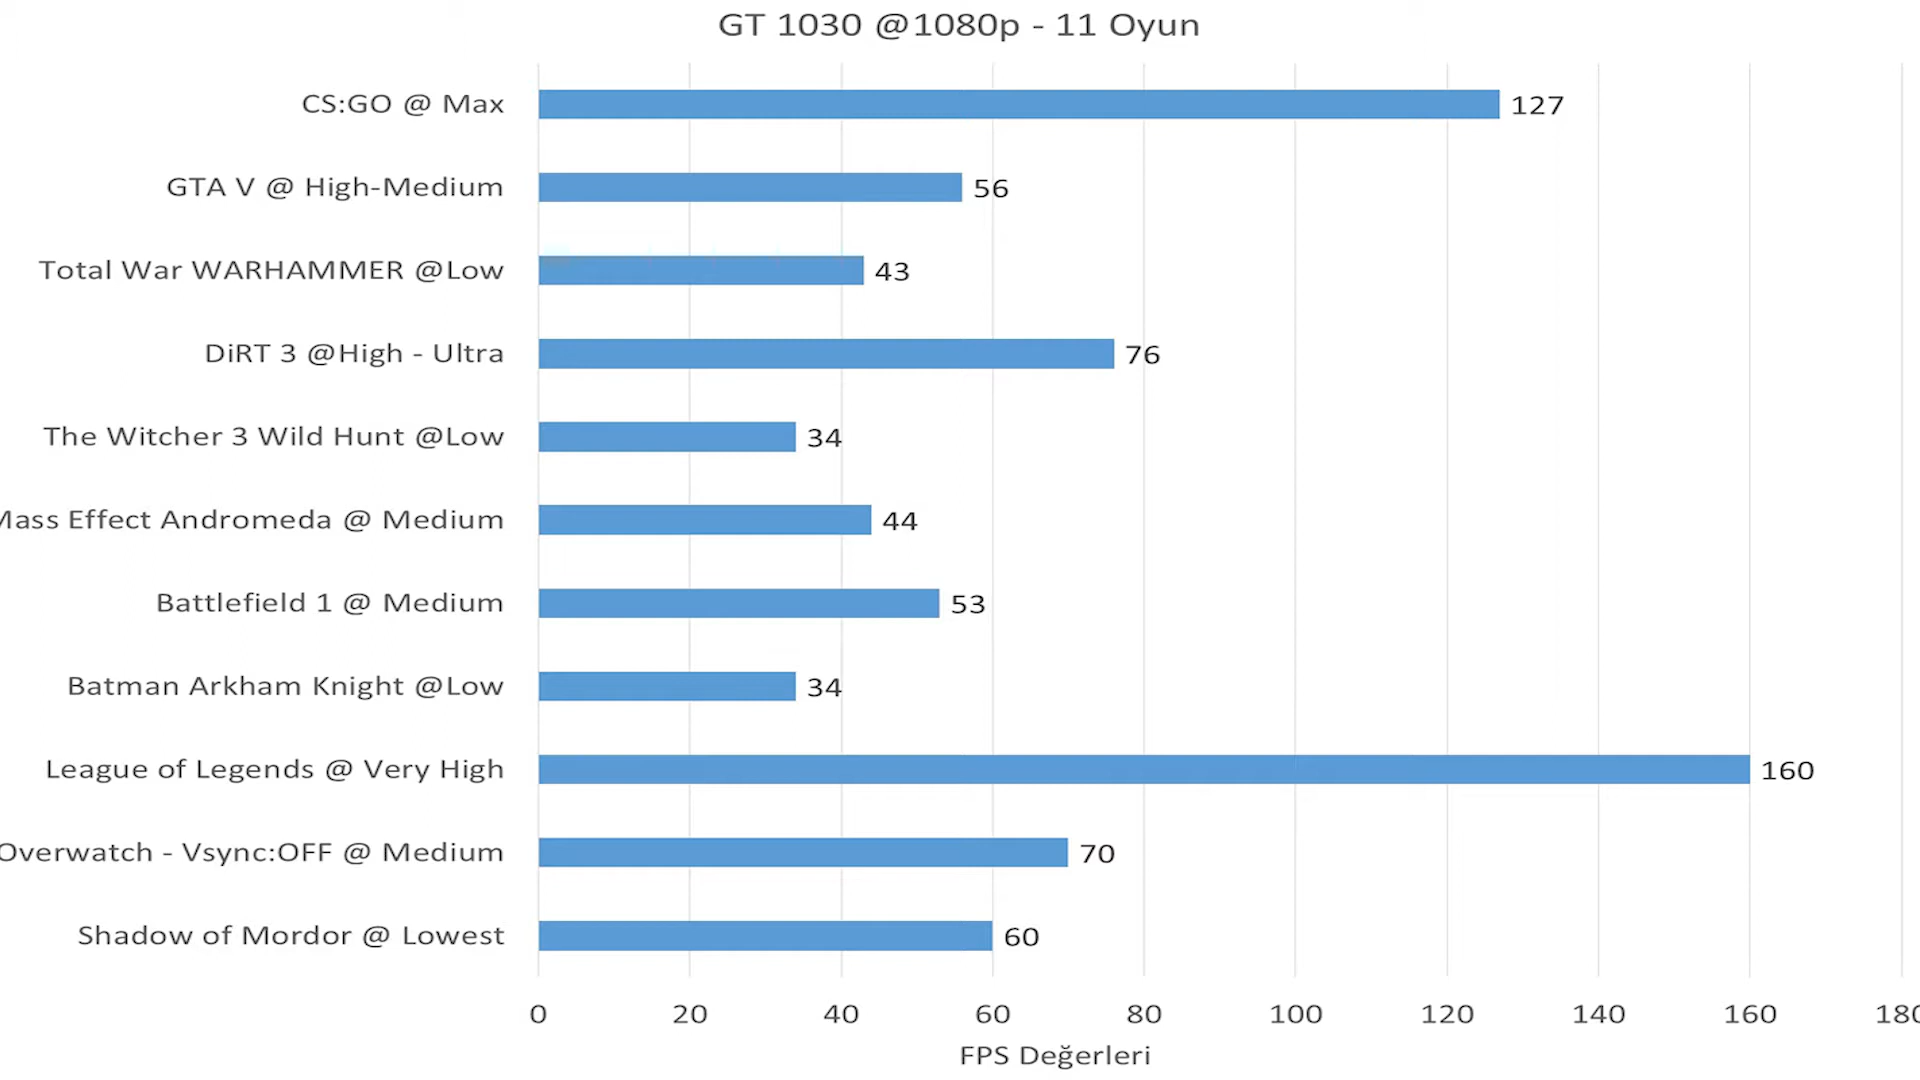 GT 1030 @1080p - 11 Oyun
CS:GO @ Max 127
GTA V @ High-Medium 56
Total War WARHAMMER @Low 43
DiRT 3 @High - Ultra 76
The Witcher 3 Wild Hunt @Low 34
Mass Effect Andromeda @ Medium 44
Battlefield 1 @ Medium 53
Batman Arkham Knight @Low 34
League of Legends @ Very High 160
Overwatch - Vsync:OFF @ Medium 70
Shadow of Mordor @ Lowest 60
0 20 40 60 80 100 120 140 160 180
FPS Değerleri